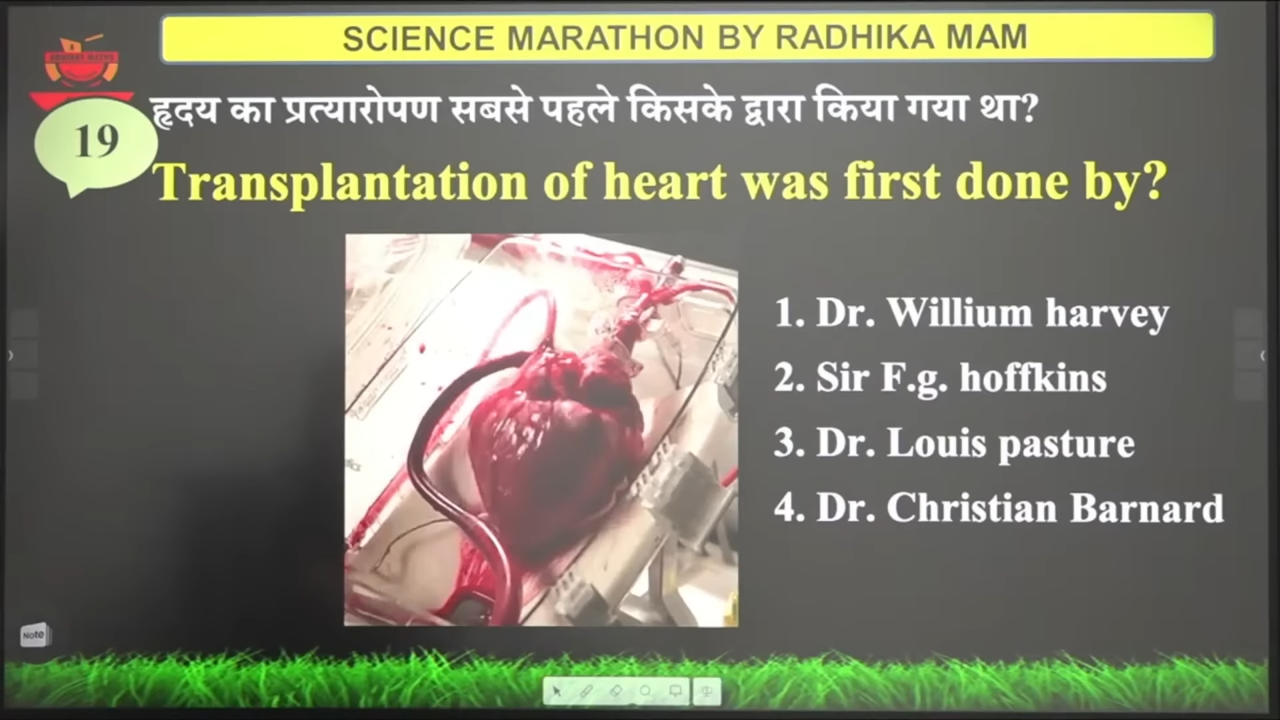 SCIENCE MARATHON BY RADHIKA MAM
19
हृदय का प्रत्यारोपण सबसे पहले किसके द्वारा किया गया था?
Transplantation of heart was first done by?
1. Dr. Willium harvey
2. Sir F.g. hoffkins
3. Dr. Louis pasture
4. Dr. Christian Barnard
Note